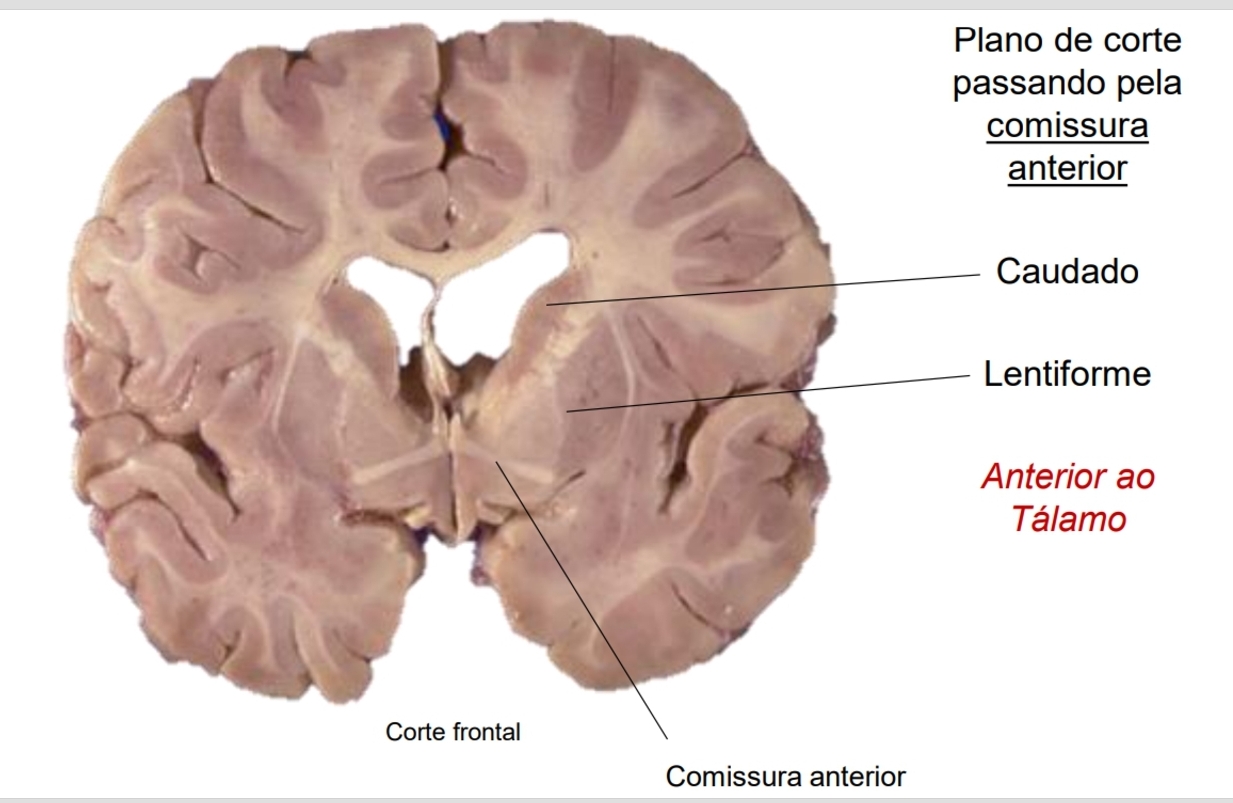 Plano de corte
passando pela
comissura
anterior
Caudado
Lentiforme
Anterior ao
Tálamo
Corte frontal
Comissura anterior